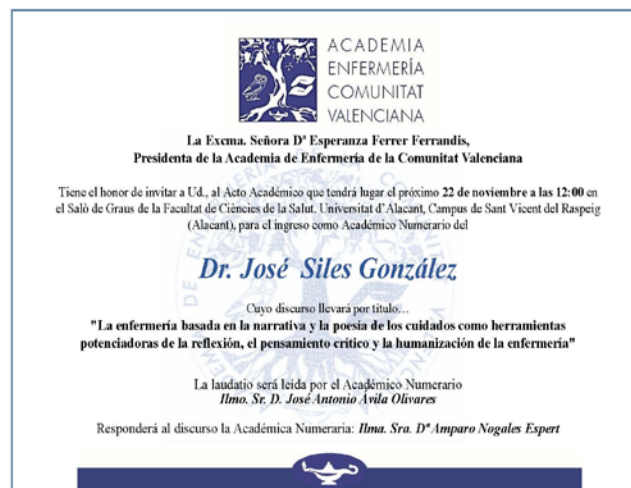 ACADEMIA
ENFERMERÍA
COMUNITAT
VALENCIANA
La Excma. Señora Dª Esperanza Ferrer Ferrandis,
Presidenta de la Academia de Enfermería de la Comunitat Valenciana
Tiene el honor de invitar a Ud., al Acto Académico que tendrá lugar el próximo 22 de noviembre a las 12:00 en
el Salò de Graus de la Facultat de Ciències de la Salut. Universitat d'Alacant, Campus de Sant Vicent del Raspeig
(Alacant), para el ingreso como Académico Numerario del
Dr. José Siles González
Cuyo discurso llevará por título…
"La enfermería basada en la narrativa y la poesía de los cuidados como herramientas
potenciadoras de la reflexión, el pensamiento crítico y la humanización de la enfermería"
La laudatio será leída por el Académico Numerario
Ilmo. Sr. D. José Antonio Ávila Olivares
Responderá al discurso la Académica Numeraria: Ilma. Sra. Dª Amparo Nogales Espert